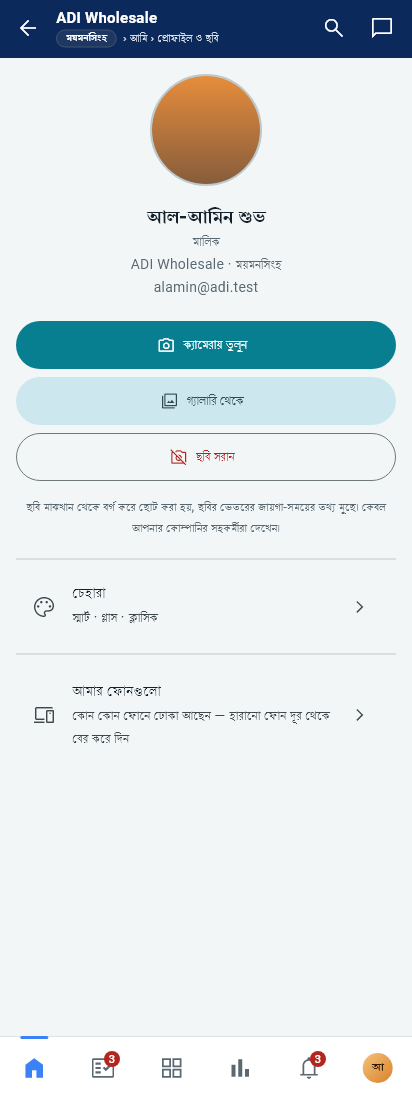 ADI Wholesale
ময়মনসিংহ › আমি › প্রোফাইল ও ছবি
আল-আমিন শুভ
মালিক
ADI Wholesale · ময়মনসিংহ
alamin@adi.test
ক্যামেরায় তুলুন
গ্যালারি থেকে
ছবি সরান
ছবি মাঝখান থেকে বর্গ করে ছোট করা হয়, ছবির ভেতরের জায়গা-সময়ের তথ্য মুছে। কেবল
আপনার কোম্পানির সহকর্মীরা দেখেন।
চেহারা
স্মার্ট · গ্লাস · ক্লাসিক
আমার ফোনগুলো
কোন কোন ফোনে ঢোকা আছেন — হারানো ফোন দূর থেকে
বের করে দিন
3
3
আ